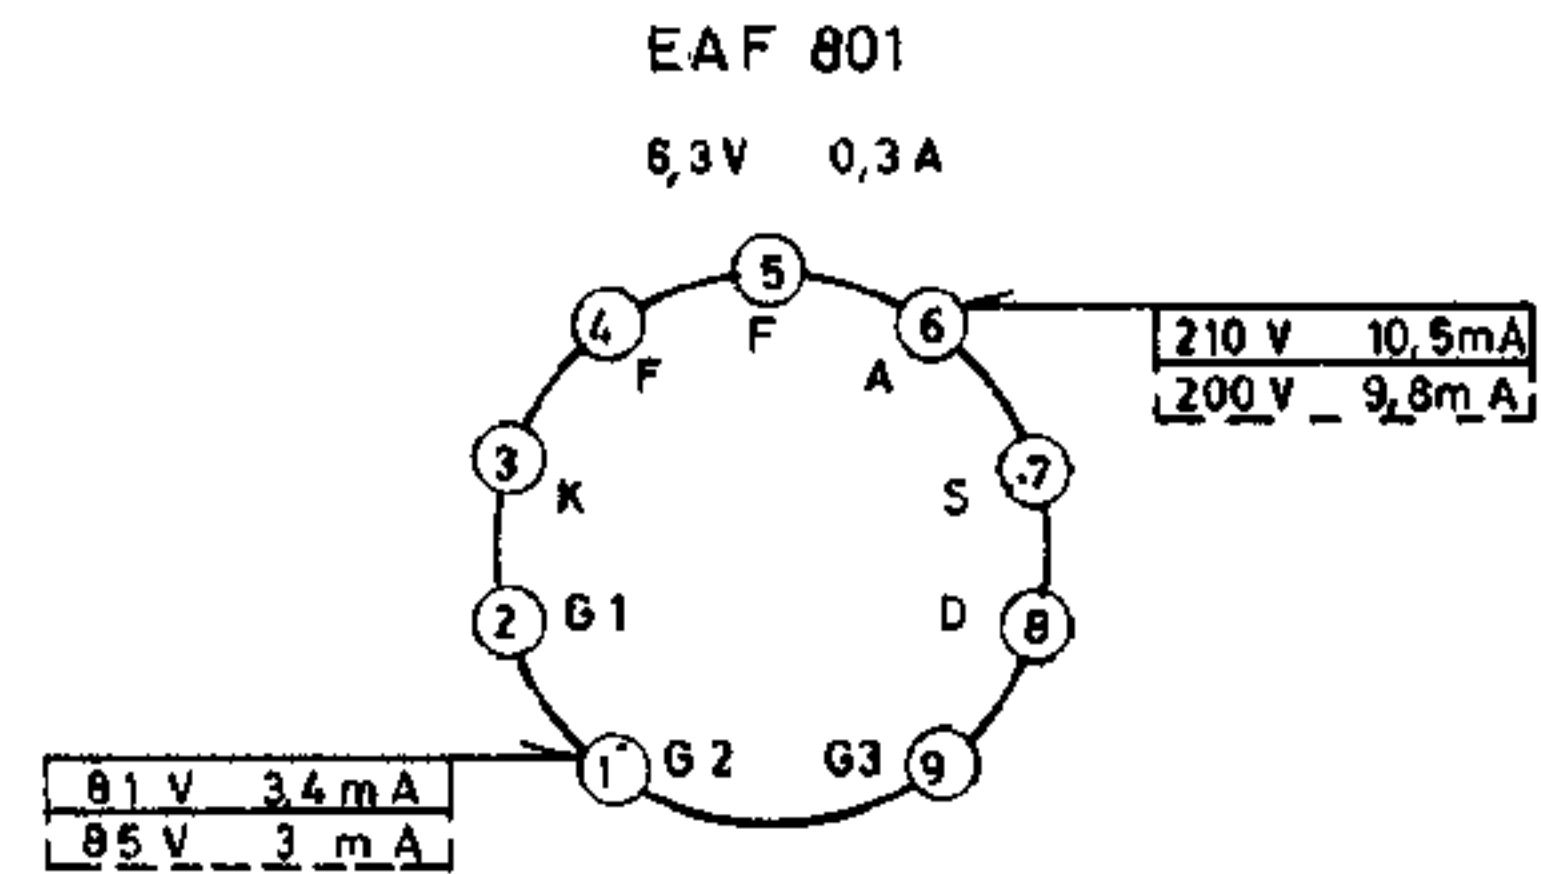 EAF 801
6,3V 0,3A
5
4 F 6
F A
210 V 10,5mA
200 V 9,8mA
3 7
K S
2 G1 D 8
1 G2 G3 9
81 V 3,4 mA
85 V 3 mA